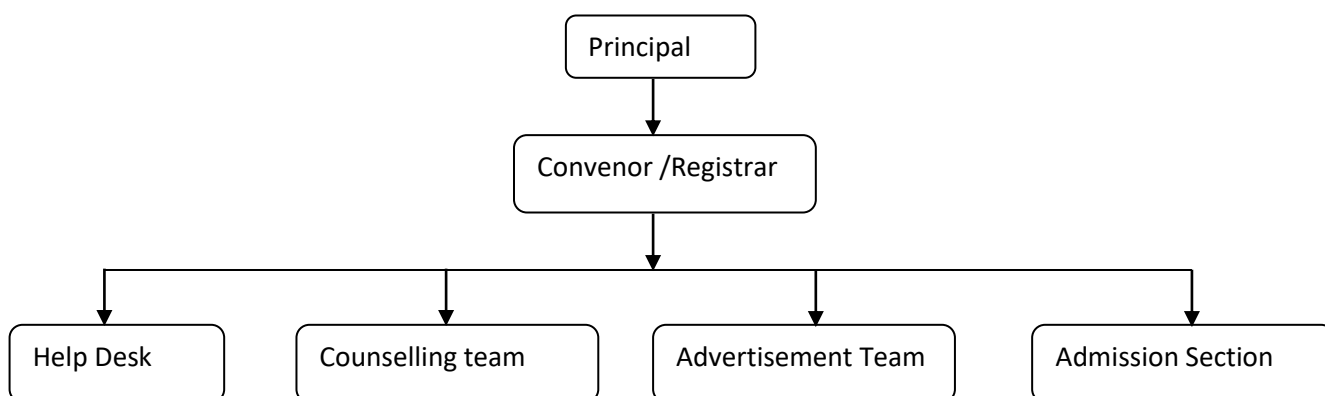 Principal
Convenor /Registrar
Help Desk
Counselling team
Advertisement Team
Admission Section